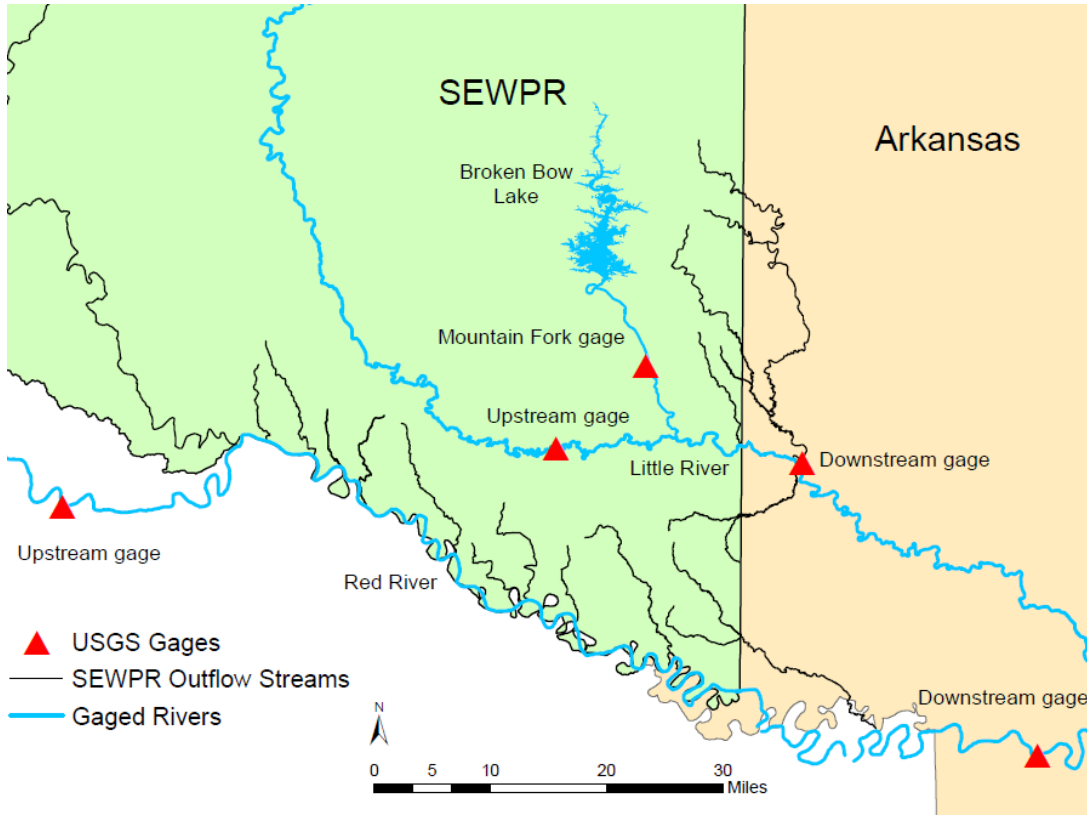 SEWPR
Arkansas
Broken Bow
Lake
Mountain Fork gage
Upstream gage
Little River
Downstream gage
Upstream gage
Red River
USGS Gages
SEWPR Outflow Streams
Gaged Rivers
Downstream gage
N
0 5 10 20 30
Miles